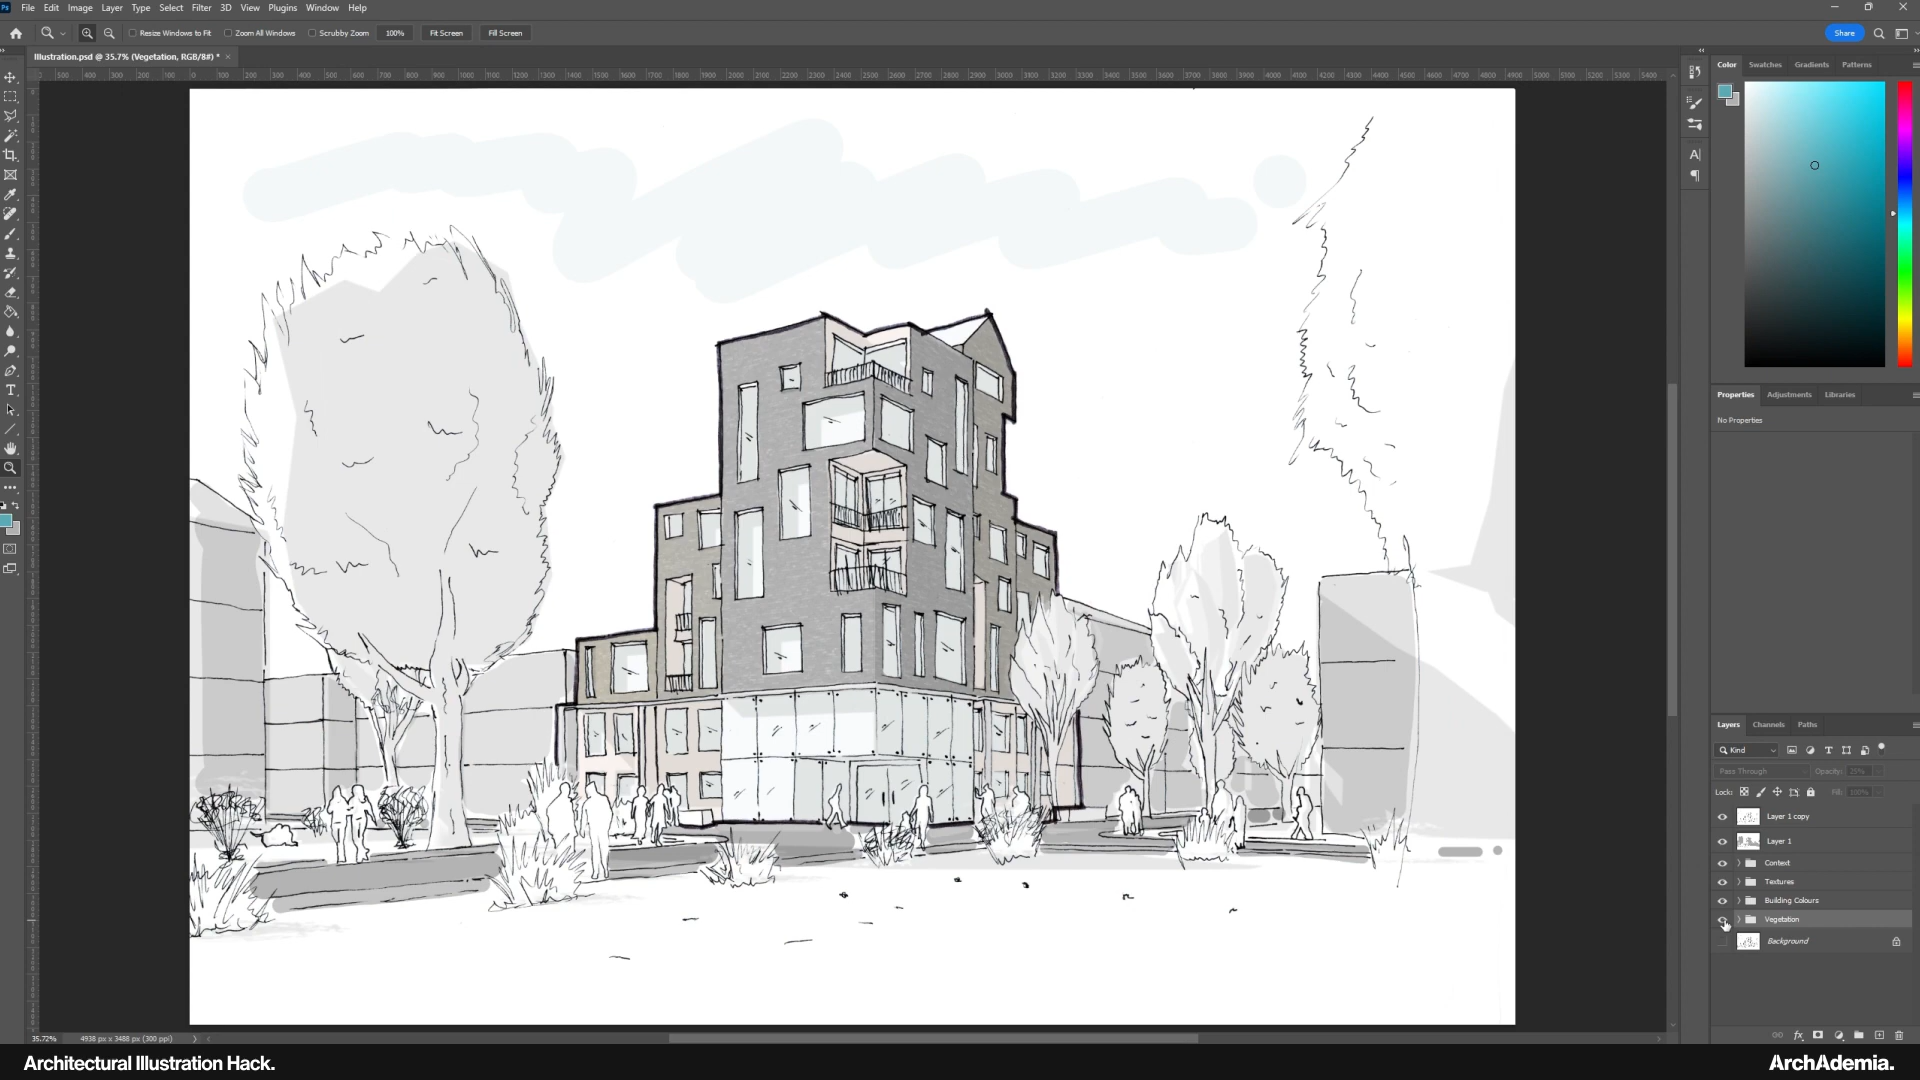 Ps File Edit Image Layer Type Select Filter 3D View Plugins Window Help
Resize Windows to Fit Zoom All Windows Scrubby Zoom 100% Fit Screen Fill Screen Share
Illustration.psd @ 35.7% (Vegetation, RGB/8#) * ×
Color Swatches Gradients Patterns
Properties Adjustments Libraries
No Properties
Layers Channels Paths
Kind
Pass Through Opacity: 25%
Lock: Fill: 100%
Layer 1 copy
Layer 1
Context
Textures
Building Colours
Vegetation
Background
35.72% 4938 px x 3488 px (300 ppi)
Architectural Illustration Hack. ArchAdemia.